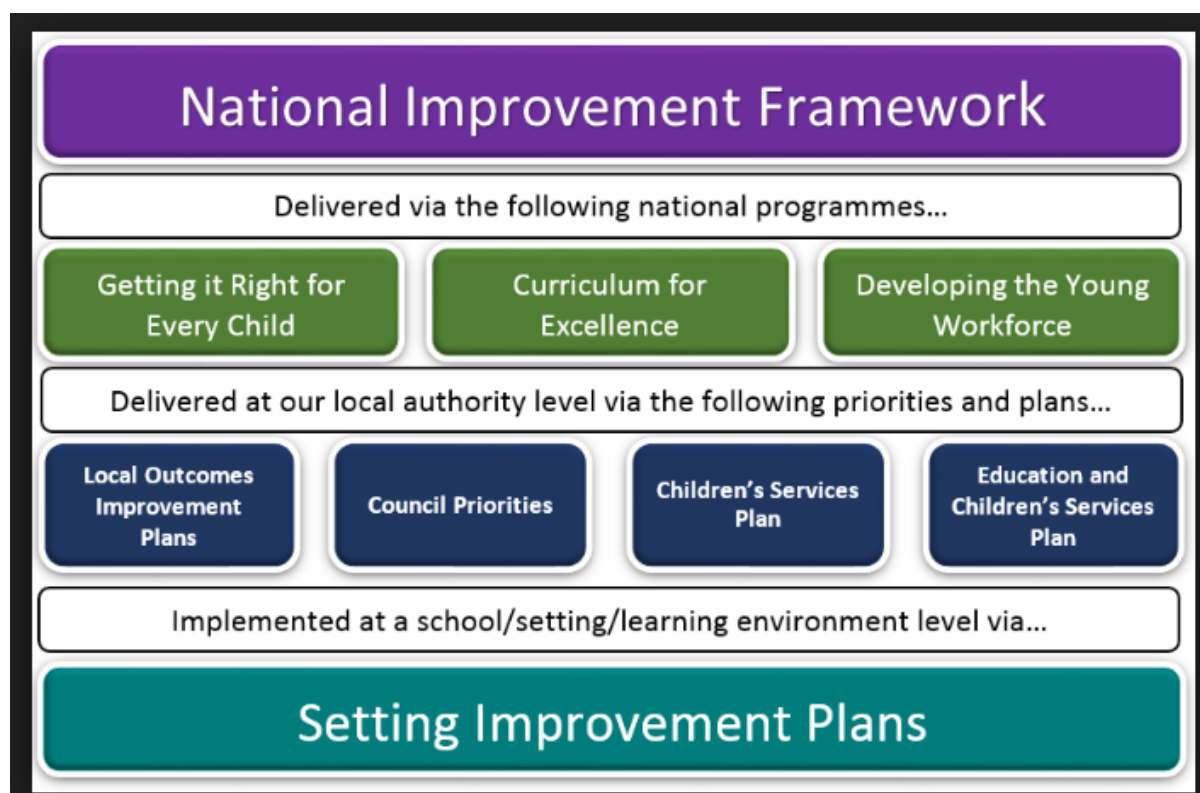 National Improvement Framework
Delivered via the following national programmes...
Getting it Right for
Every Child
Curriculum for
Excellence
Developing the Young
Workforce
Delivered at our local authority level via the following priorities and plans...
Local Outcomes
Improvement
Plans
Council Priorities
Children’s Services
Plan
Education and
Children’s Services
Plan
Implemented at a school/setting/learning environment level via...
Setting Improvement Plans